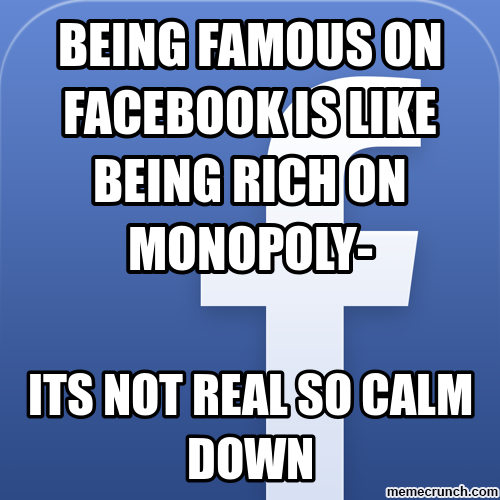 BEING FAMOUS ON
FACEBOOK IS LIKE
BEING RICH ON
MONOPOLY-
ITS NOT REAL SO CALM
DOWN
memecrunch.com